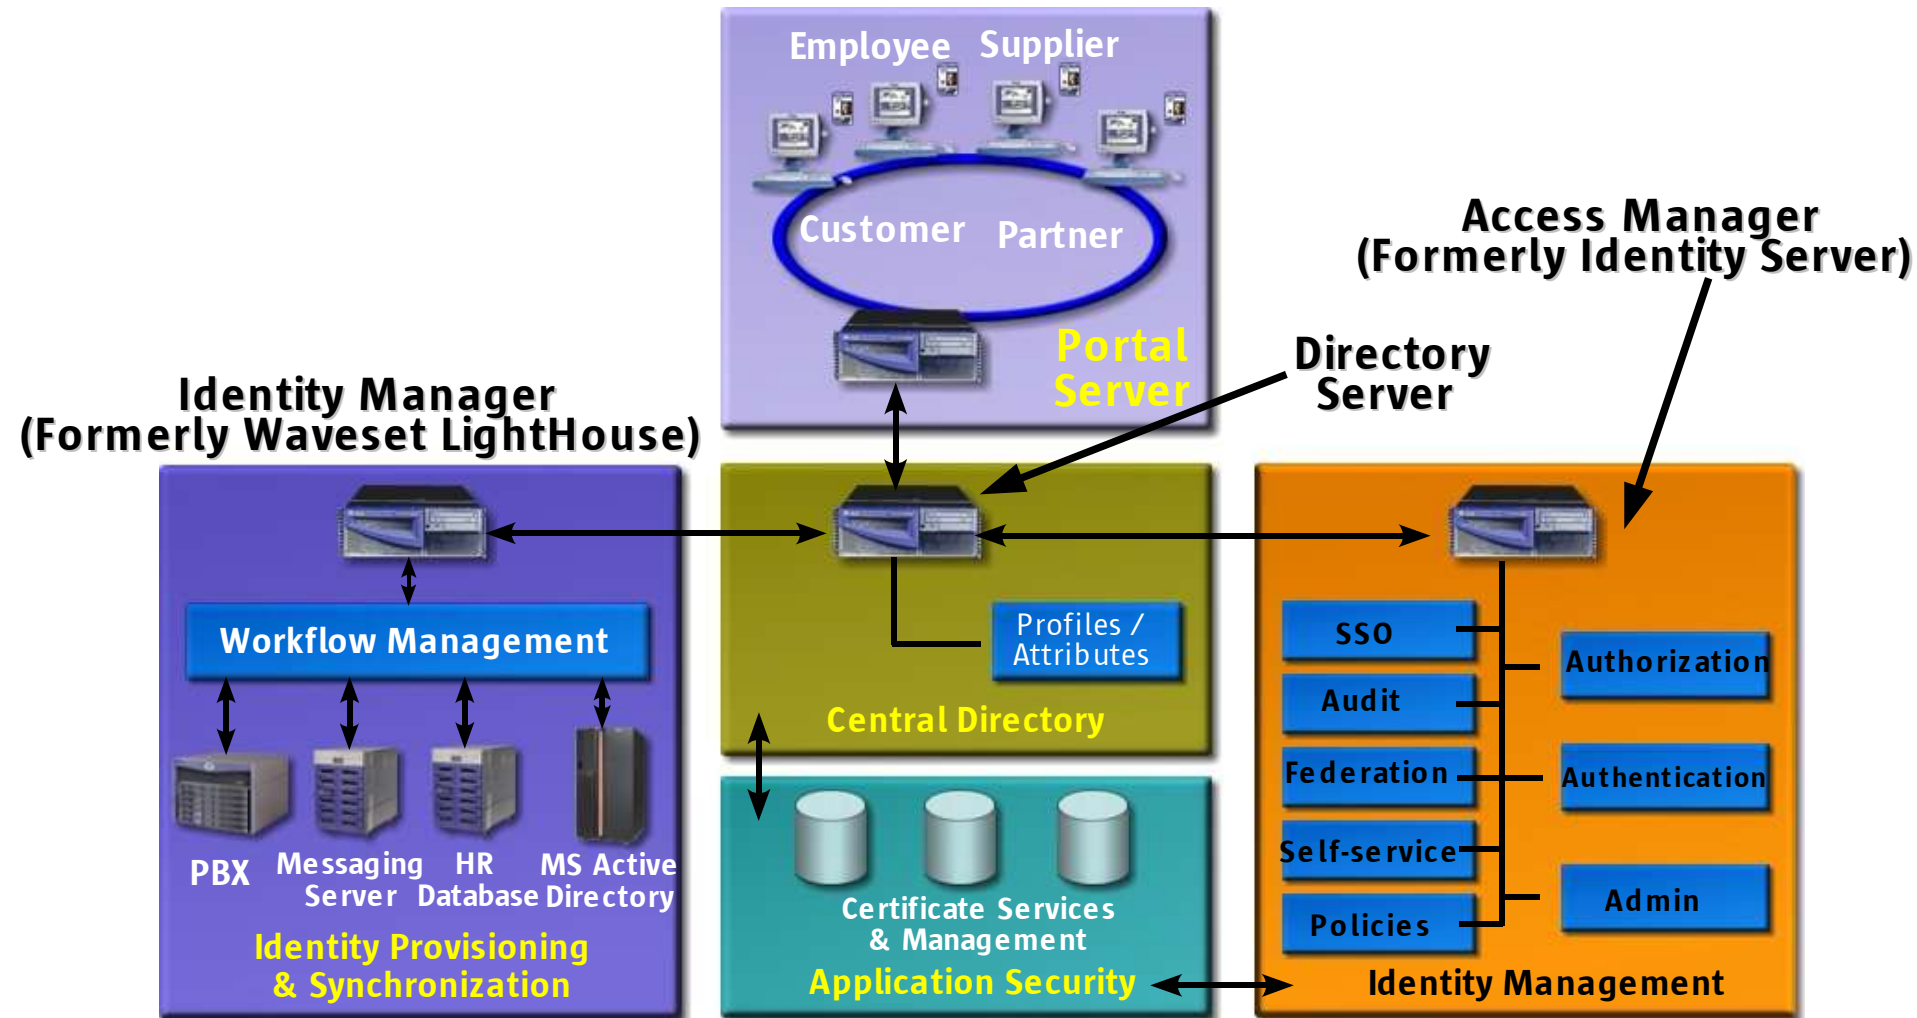 Employee
Supplier
Customer
Partner
Portal
Server
Access Manager
(Formerly Identity Server)
Directory
Server
Identity Manager
(Formerly Waveset LightHouse)
Workflow Management
PBX
Messaging
Server
HR
Database
MS Active
Directory
Identity Provisioning
& Synchronization
Profiles /
Attributes
Central Directory
Certificate Services
& Management
Application Security
SSO
Audit
Federation
Self-service
Policies
Authorization
Authentication
Admin
Identity Management